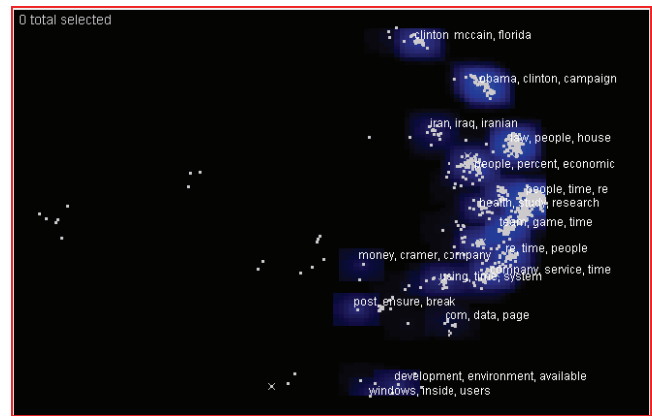 0 total selected
clinton, mccain, florida
obama, clinton, campaign
iran, iraq, iranian
law, people, house
people, percent, economic
people, time, re
health, study, research
team, game, time
re, time, people
money, cramer, company
company, service, time
using, time, system
post, ensure, break
com, data, page
development, environment, available
windows, inside, users